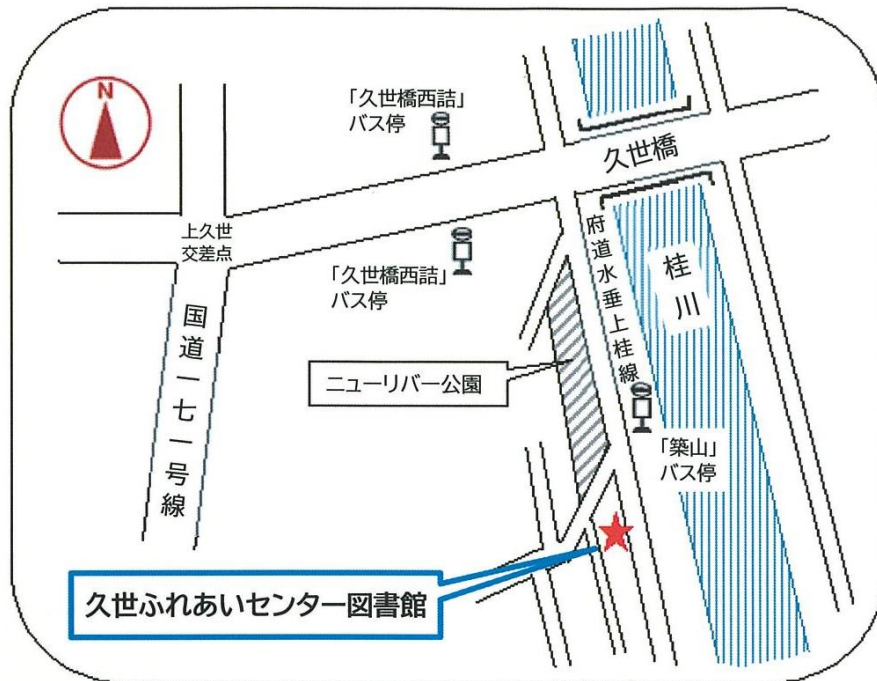 N
「久世橋西詰」
バス停
久世橋
上久世
交差点
「久世橋西詰」
バス停
府道水垂上桂線
桂川
国道一七一号線
ニューリバー公園
「築山」
バス停
久世ふれあいセンター図書館